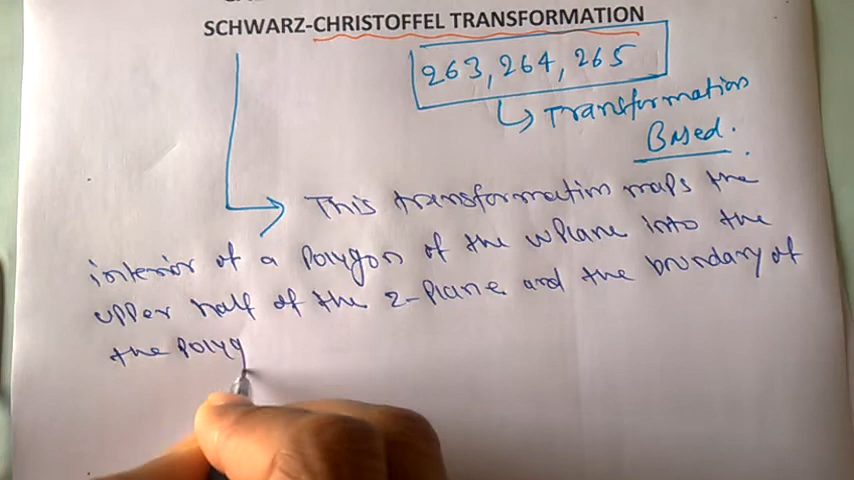 SCHWARZ-CHRISTOFFEL TRANSFORMATION
263, 264, 265
Transformation
Based.
This transformation maps the
interior of a polygon of the w plane into the
upper half of the z-plane and the boundary of
the polyg